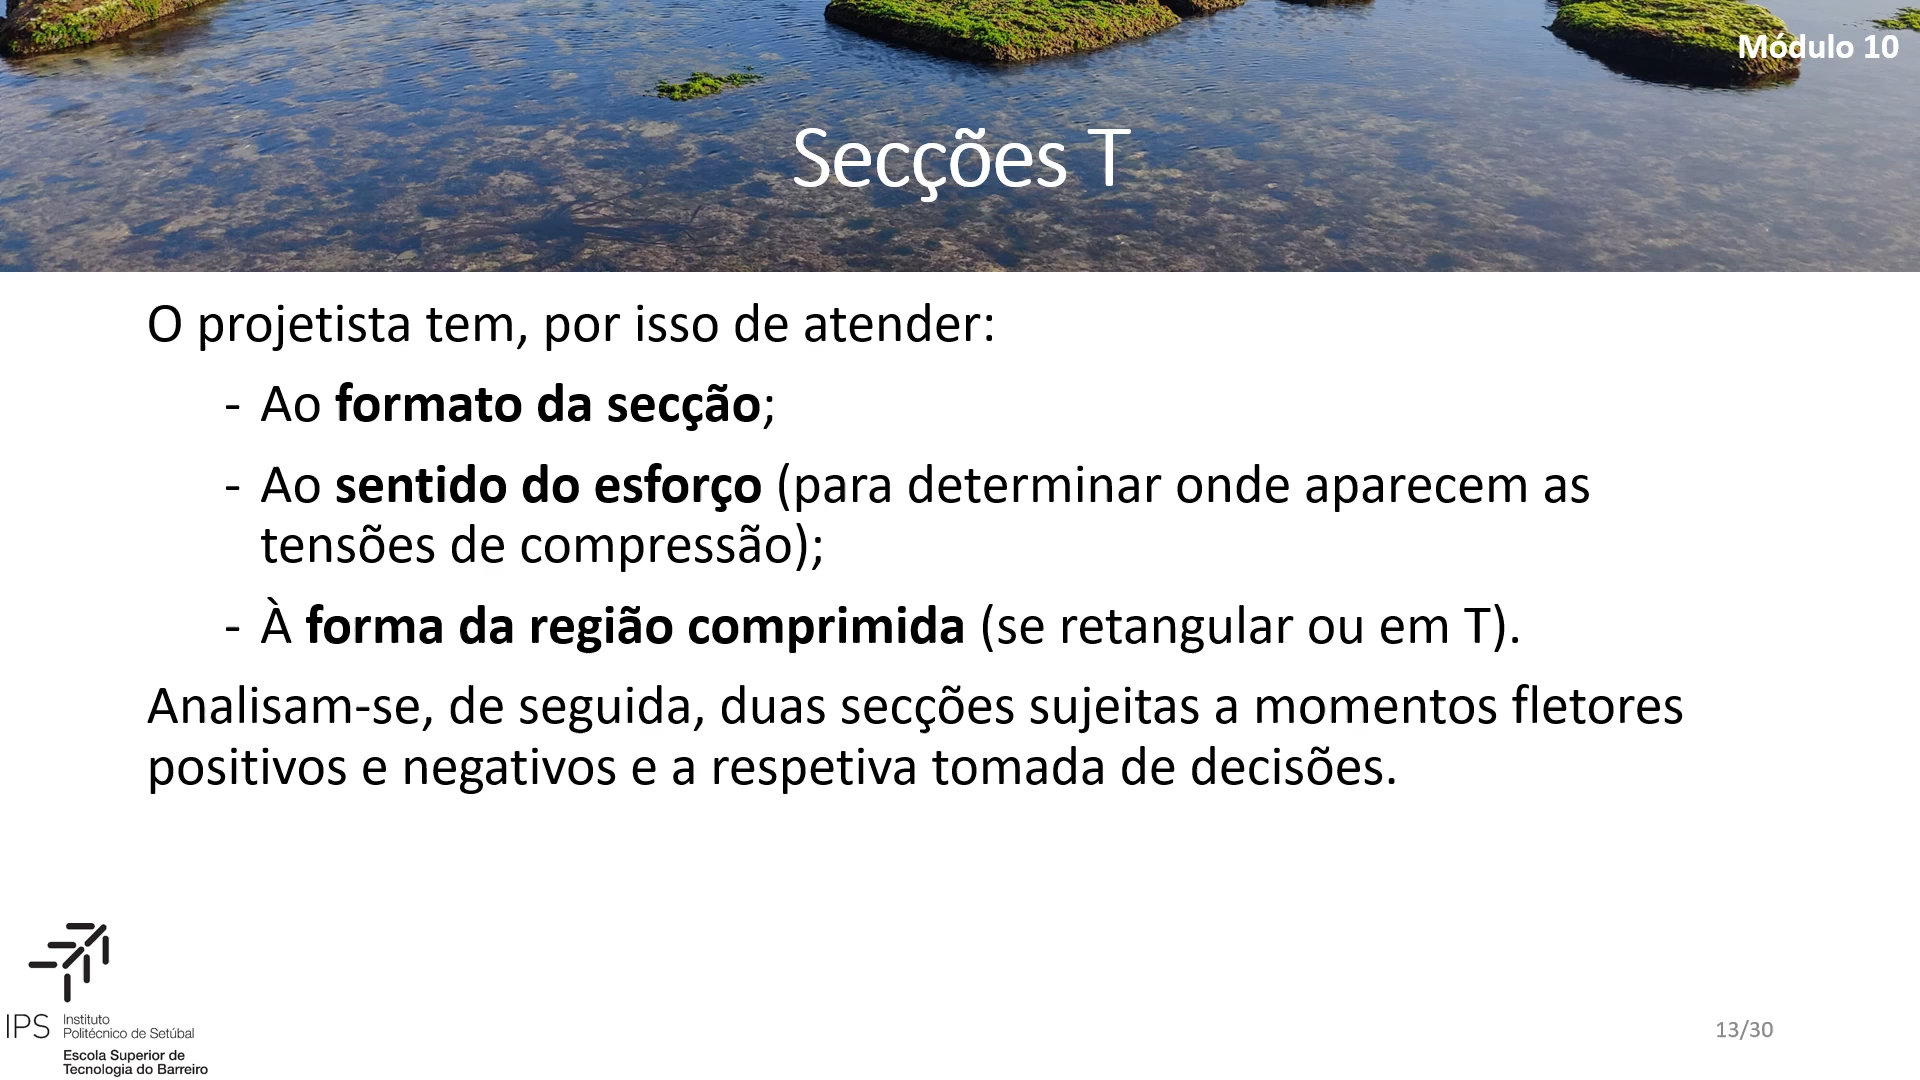 Módulo 10
Secções T
O projetista tem, por isso de atender:
- Ao formato da secção;
- Ao sentido do esforço (para determinar onde aparecem as
tensões de compressão);
- À forma da região comprimida (se retangular ou em T).
Analisam-se, de seguida, duas secções sujeitas a momentos fletores
positivos e negativos e a respetiva tomada de decisões.
IPS Instituto
Politécnico de Setúbal
Escola Superior de
Tecnologia do Barreiro
13/30